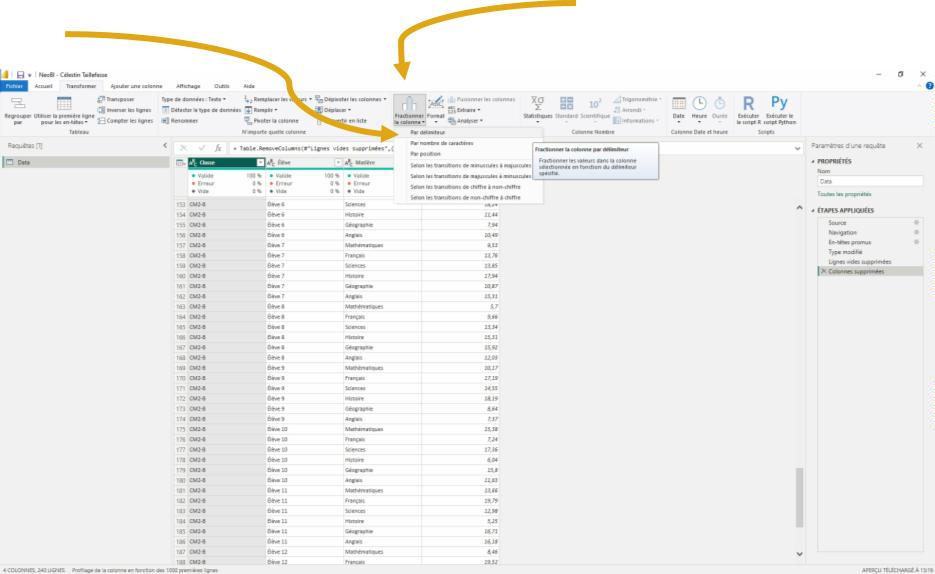 NeoBI - Célestin Taillefesse
Fichier Accueil Transformer Ajouter une colonne Affichage Outils Aide
Regrouper par
Utiliser la première ligne pour les en-têtes
Transposer
Inverser les lignes
Compter les lignes
Tableau
Type de données : Texte
Détecter le type de données
Renommer
Remplacer les valeurs
Remplir
Pivoter la colonne
Dépivoter les colonnes
Déplacer
en liste
N'importe quelle colonne
Fractionner la colonne
Format
Fusionner les colonnes
Extraire
Analyser
Statistiques Standard Scientifique
Trigonométrie
Arrondi
Informations
Colonne Nombre
Date Heure Durée
Colonne Date et heure
R Py
Exécuter le script R
Exécuter le script Python
Scripts
Par délimiteur
Par nombre de caractères
Par position
Selon les transitions de minuscules à majuscules
Selon les transitions de majuscules à minuscules
Selon les transitions de chiffre à non-chiffre
Selon les transitions de non-chiffre à chiffre
Fractionner la colonne par délimiteur
Fractionner les valeurs dans la colonne sélectionnée en fonction du délimiteur spécifié.
Requêtes [1]
Data
= Table.RemoveColumns(#"Lignes vides supprimées",{
Classe Élève Matière
Valide 100 % Valide 100 % Valide
Erreur 0 % Erreur 0 % Erreur
Vide 0 % Vide 0 % Vide
153 CM2-B Élève 6 Sciences 18,24
154 CM2-B Élève 6 Histoire 11,44
155 CM2-B Élève 6 Géographie 7,94
156 CM2-B Élève 6 Anglais 10,49
157 CM2-B Élève 7 Mathématiques 9,53
158 CM2-B Élève 7 Français 13,76
159 CM2-B Élève 7 Sciences 13,85
160 CM2-B Élève 7 Histoire 17,94
161 CM2-B Élève 7 Géographie 10,87
162 CM2-B Élève 7 Anglais 15,31
163 CM2-B Élève 8 Mathématiques 5,7
164 CM2-B Élève 8 Français 9,66
165 CM2-B Élève 8 Sciences 13,34
166 CM2-B Élève 8 Histoire 15,31
167 CM2-B Élève 8 Géographie 15,92
168 CM2-B Élève 8 Anglais 12,03
169 CM2-B Élève 9 Mathématiques 10,17
170 CM2-B Élève 9 Français 17,19
171 CM2-B Élève 9 Sciences 14,55
172 CM2-B Élève 9 Histoire 18,19
173 CM2-B Élève 9 Géographie 8,64
174 CM2-B Élève 9 Anglais 7,37
175 CM2-B Élève 10 Mathématiques 15,38
176 CM2-B Élève 10 Français 7,24
177 CM2-B Élève 10 Sciences 17,36
178 CM2-B Élève 10 Histoire 6,04
179 CM2-B Élève 10 Géographie 15,8
180 CM2-B Élève 10 Anglais 11,63
181 CM2-B Élève 11 Mathématiques 13,66
182 CM2-B Élève 11 Français 19,79
183 CM2-B Élève 11 Sciences 12,98
184 CM2-B Élève 11 Histoire 5,25
185 CM2-B Élève 11 Géographie 16,71
186 CM2-B Élève 11 Anglais 16,18
187 CM2-B Élève 12 Mathématiques 8,46
188 CM2-B Élève 12 Français 19,52
Paramètres d'une requête
PROPRIÉTÉS
Nom
Data
Toutes les propriétés
ÉTAPES APPLIQUÉES
Source
Navigation
En-têtes promus
Type modifié
Lignes vides supprimées
Colonnes supprimées
4 COLONNES, 240 LIGNES Profilage de la colonne en fonction des 1000 premières lignes
APERÇU TÉLÉCHARGÉ À 13:19